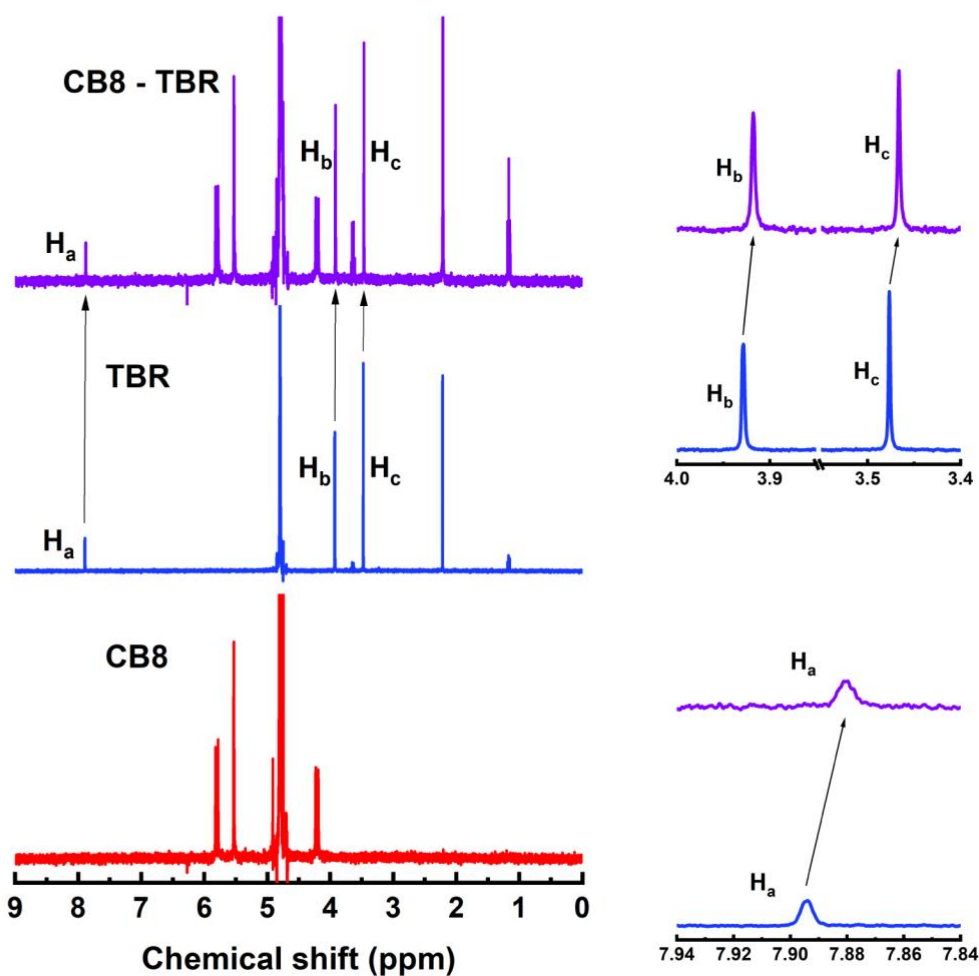 CB8 - TBR
Hb
Hc
Ha
TBR
Hb
Hc
Ha
CB8
9 8 7 6 5 4 3 2 1 0
Chemical shift (ppm)
Hb
Hc
Hb
Hc
4.0 3.9 3.5 3.4
Ha
Ha
7.94 7.92 7.90 7.88 7.86 7.84